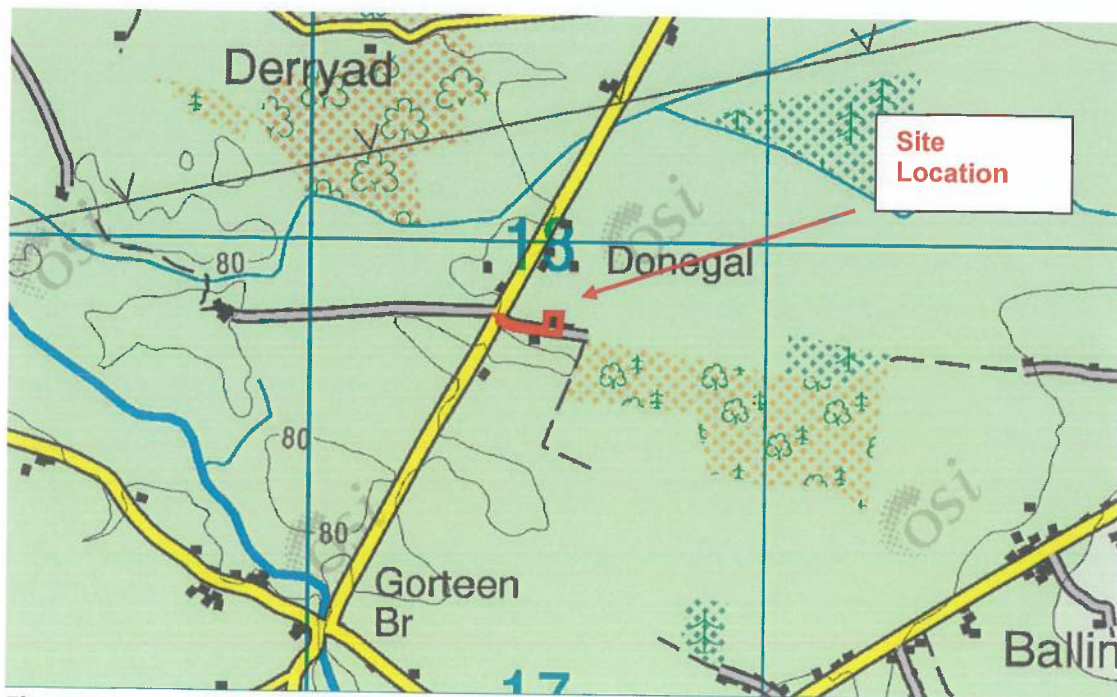 Derryad
Site
Location
18
Donegal
80
osi
osi
80
osi
osi
80
Gorteen
Br
Ballin
17